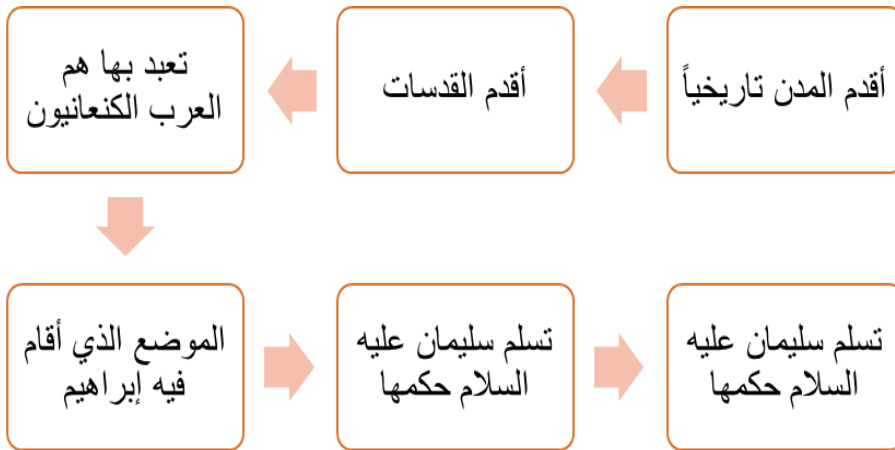 أقدم المدن تاريخياً
أقدم القدسات
تعبد بها هم
العرب الكنعانيون
الموضع الذي أقام
فيه إبراهيم
تسلم سليمان عليه
السلام حكمها
تسلم سليمان عليه
السلام حكمها